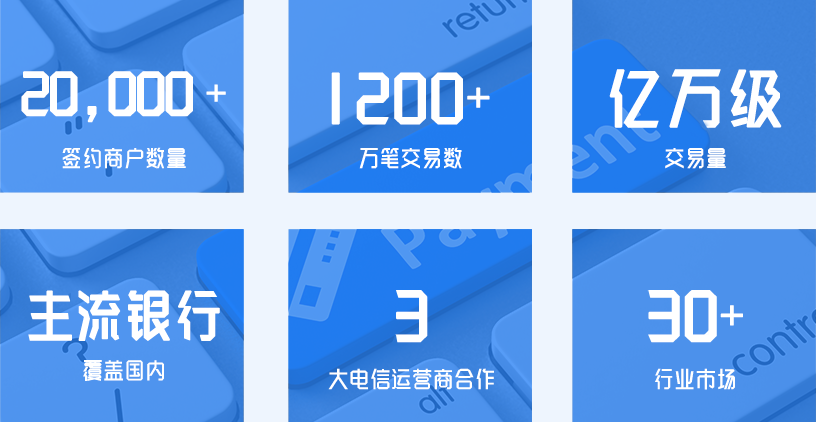 20,000+
签约商户数量
1200+
万笔交易数
亿万级
交易量
主流银行
覆盖国内
3
大电信运营商合作
30+
行业市场
return
Payment
alt
contro